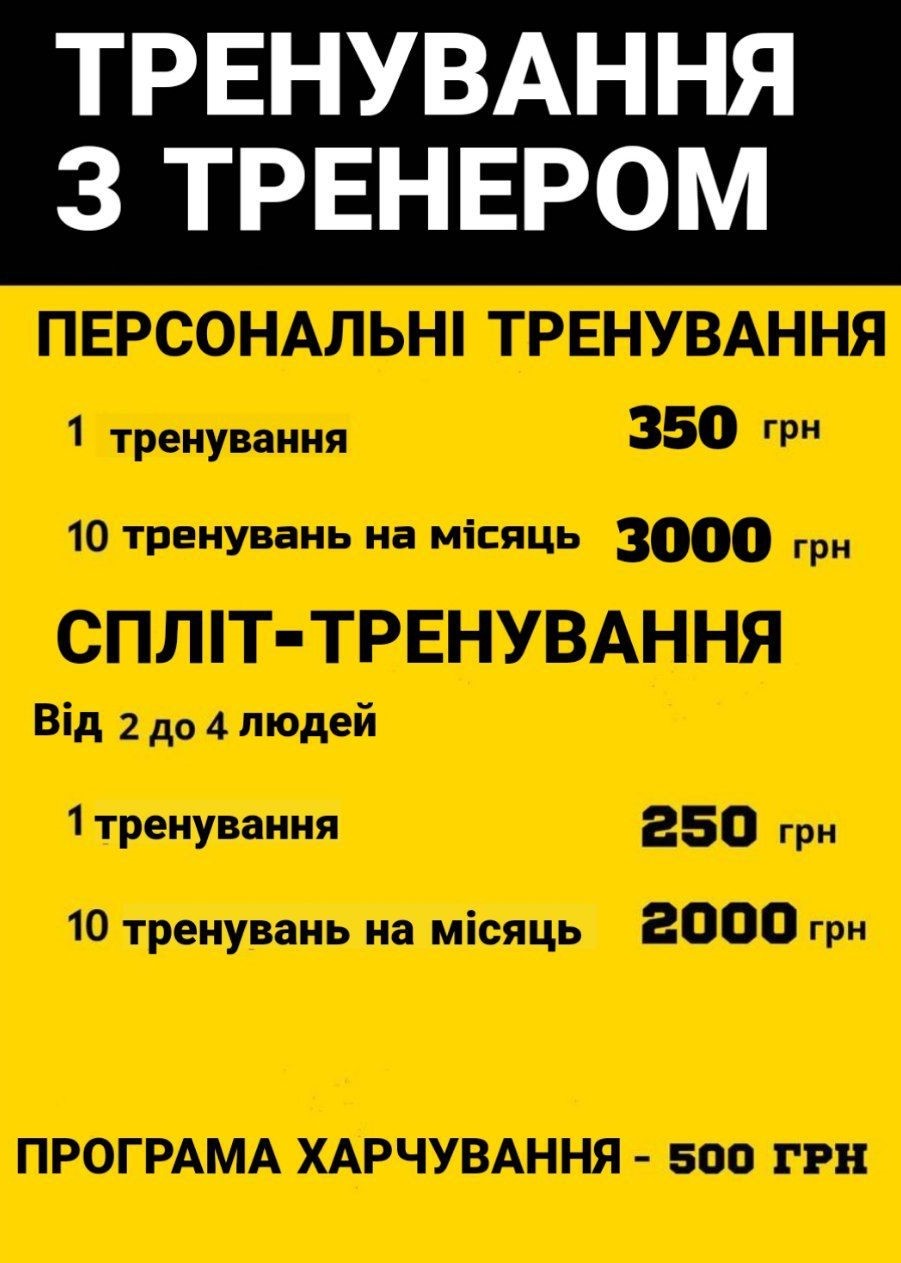 ТРЕНУВАННЯ
З ТРЕНЕРОМ
ПЕРСОНАЛЬНІ ТРЕНУВАННЯ
1 тренування 350 грн
10 тренувань на місяць 3000 грн
СПЛІТ-ТРЕНУВАННЯ
Від 2 до 4 людей
1 тренування 250 грн
10 тренувань на місяць 2000 грн
ПРОГРАМА ХАРЧУВАННЯ - 500 ГРН